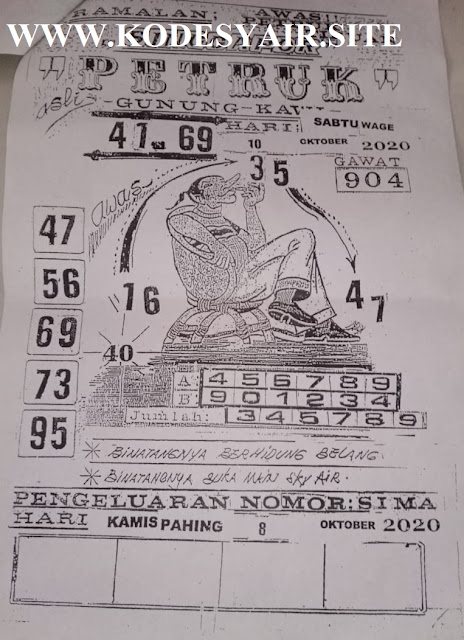 RAMALAN: AWAS
WWW.KODESYAIR.SITE
"PETRUK"
Asli
GUNUNG-KAWI
41-69
HARI: SABTU WAGE
10 OKTOBER 2020
GAWAT
904
35
awas
47
56
69
73
95
16
47
40
A: 4 5 6 7 8 9
B: 9 0 1 2 3 4
Jumlah: 3 4 5 7 8 9
* BINATANGNYA BERHIDUNG BELANG.
* BINATANGNYA SUKA MAIN SKY AIR.
PENGELUARAN NOMOR: SIMA
HARI KAMIS PAHING 8 OKTOBER 2020